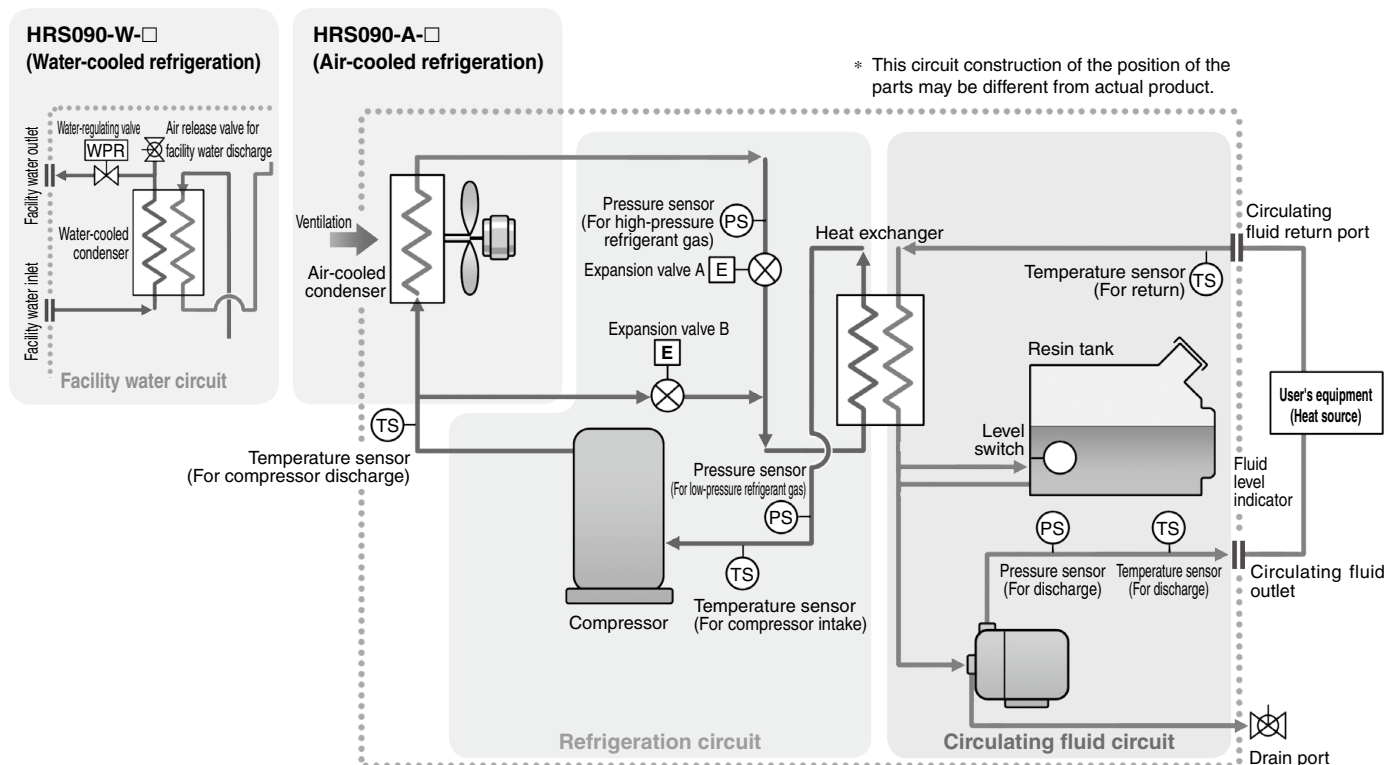 HRS090-W-□
(Water-cooled refrigeration)
HRS090-A-□
(Air-cooled refrigeration)
* This circuit construction of the position of the
parts may be different from actual product.
Facility water outlet
Water-regulating valve
WPR
Air release valve for
facility water discharge
Water-cooled
condenser
Facility water inlet
Facility water circuit
Ventilation
Air-cooled
condenser
Pressure sensor
(For high-pressure
refrigerant gas)
PS
Expansion valve A
E
Expansion valve B
E
Heat exchanger
TS
Temperature sensor
(For compressor discharge)
Compressor
Pressure sensor
(For low-pressure refrigerant gas)
PS
TS
Temperature sensor
(For compressor intake)
Refrigeration circuit
Circulating
fluid return port
Temperature sensor
(For return)
TS
Resin tank
Level
switch
User's equipment
(Heat source)
Fluid
level
indicator
PS
TS
Pressure sensor
(For discharge)
Temperature sensor
(For discharge)
Circulating fluid
outlet
Circulating fluid circuit
Drain port